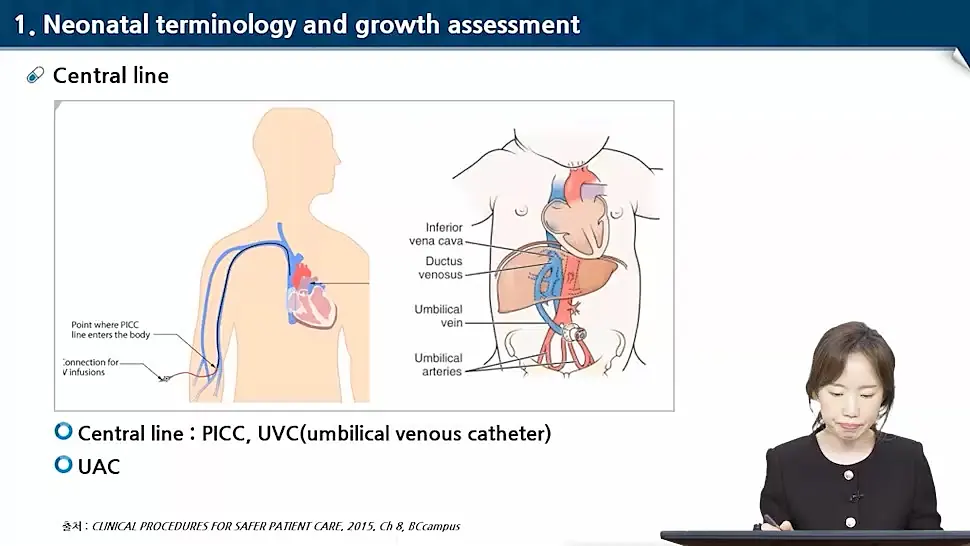 1. Neonatal terminology and growth assessment
Central line
Inferior
vena cava
Ductus
venosus
Umbilical
vein
Umbilical
arteries
Point where PICC
line enters the body
onnection for
V infusions
Central line : PICC, UVC(umbilical venous catheter)
UAC
출처 : CLINICAL PROCEDURES FOR SAFER PATIENT CARE, 2015, Ch 8, BCcampus